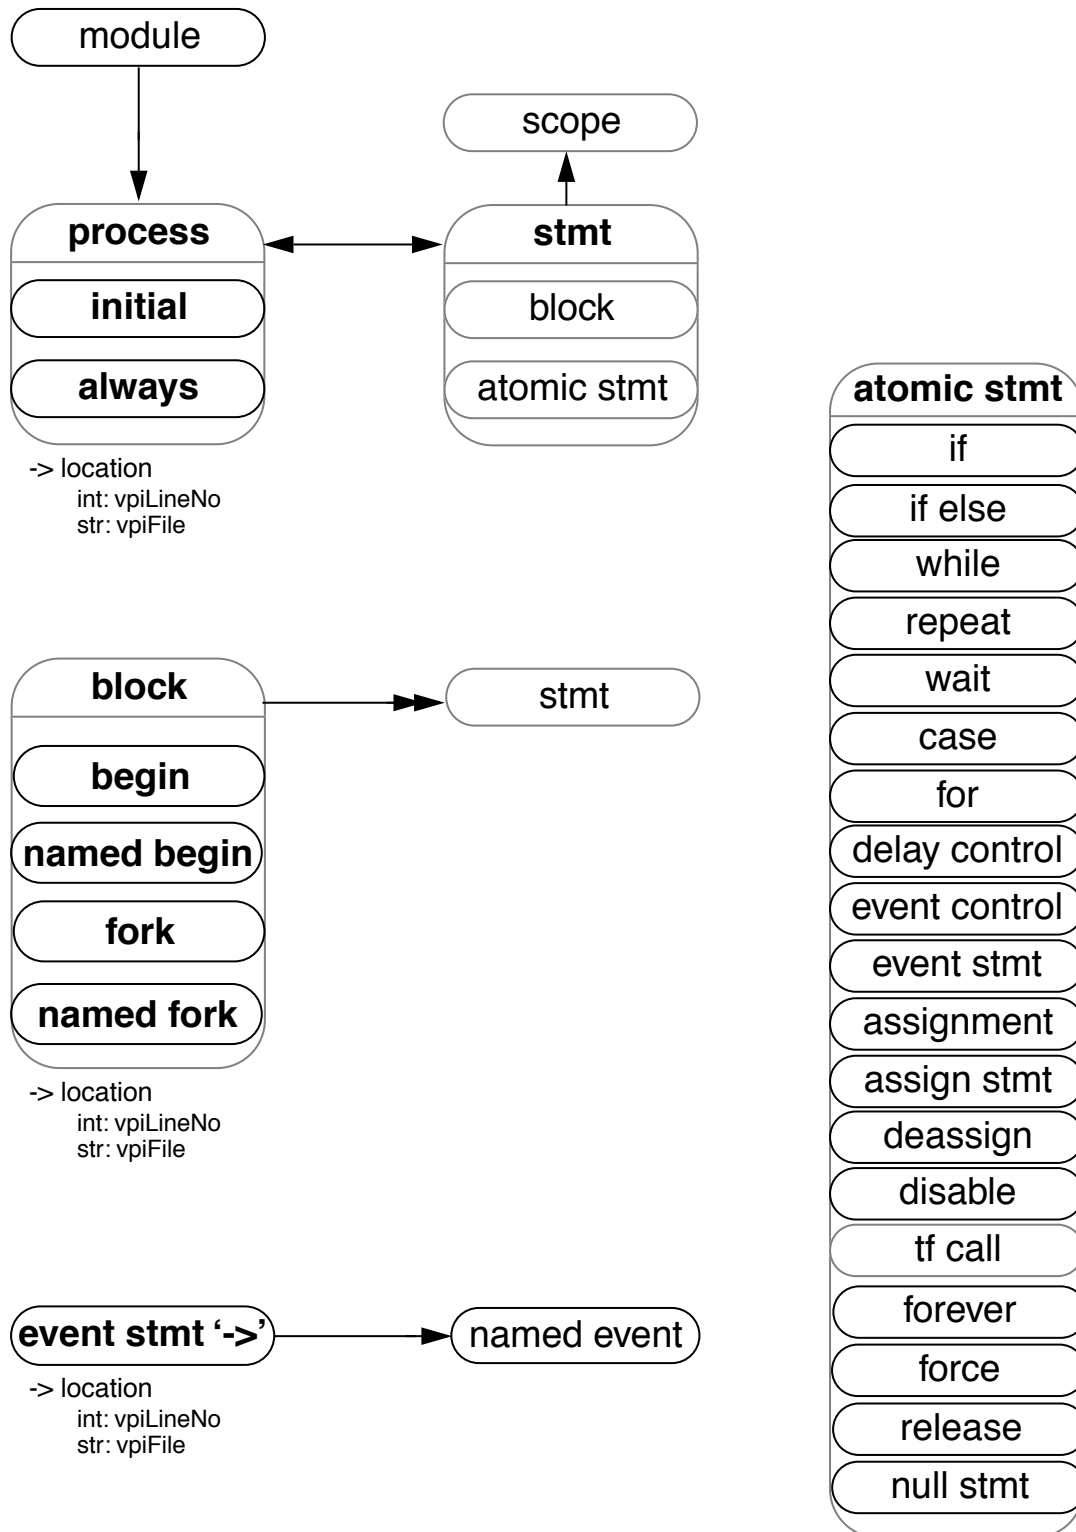 module
scope
process
initial
always
-> location
int: vpiLineNo
str: vpiFile
stmt
block
atomic stmt
block
begin
named begin
fork
named fork
-> location
int: vpiLineNo
str: vpiFile
stmt
event stmt ‘->’
-> location
int: vpiLineNo
str: vpiFile
named event
atomic stmt
if
if else
while
repeat
wait
case
for
delay control
event control
event stmt
assignment
assign stmt
deassign
disable
tf call
forever
force
release
null stmt